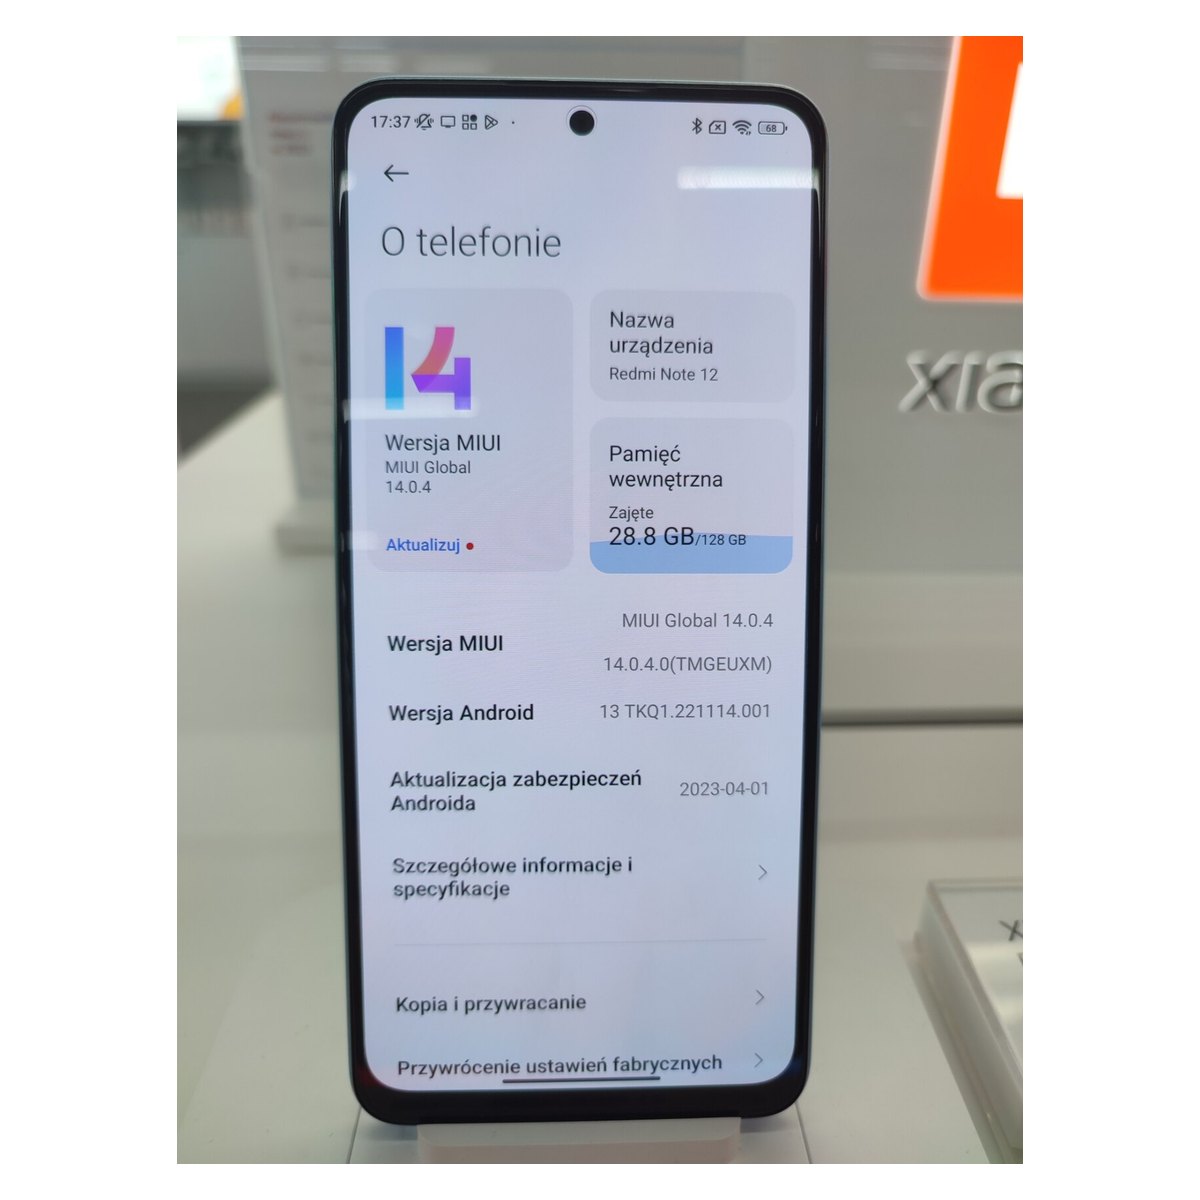 17:37
68
O telefonie
14
Wersja MIUI
MIUI Global
14.0.4
Aktualizuj
Nazwa
urządzenia
Redmi Note 12
Pamięć
wewnętrzna
Zajęte
28.8 GB/128 GB
Wersja MIUI
MIUI Global 14.0.4
14.0.4.0(TMGEUXM)
Wersja Android
13 TKQ1.221114.001
Aktualizacja zabezpieczeń
Androida
2023-04-01
Szczegółowe informacje i
specyfikacje
Kopia i przywracanie
Przywrócenie ustawień fabrycznych